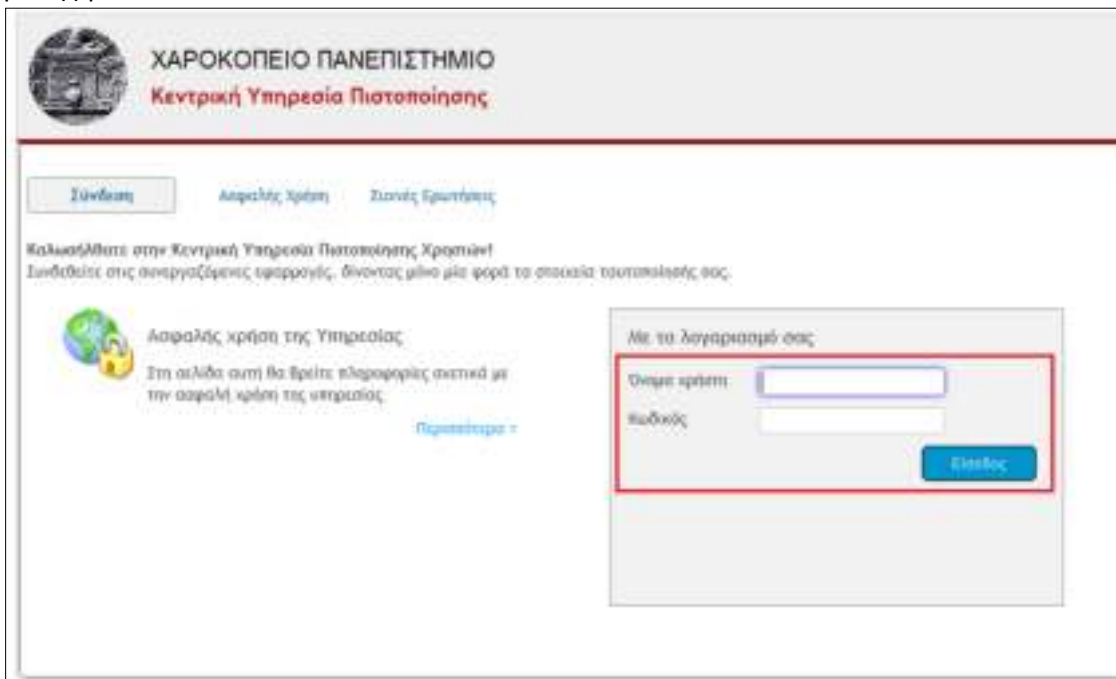 ΧΑΡΟΚΟΠΕΙΟ ΠΑΝΕΠΙΣΤΗΜΙΟ
Κεντρική Υπηρεσία Πιστοποίησης
Σύνδεση Ασφαλής Χρήση Συχνές Ερωτήσεις
Καλωσήλθατε στην Κεντρική Υπηρεσία Πιστοποίησης Χρηστών!
Συνδεθείτε στις συνεργαζόμενες εφαρμογές, δίνοντας μόνο μία φορά τα στοιχεία ταυτοποίησής σας.
Ασφαλής χρήση της Υπηρεσίας
Στη σελίδα αυτή θα βρείτε πληροφορίες σχετικά με
την ασφαλή χρήση της υπηρεσίας
Περισσότερα >
Με το λογαριασμό σας
Όνομα χρήστη
Κωδικός
Είσοδος